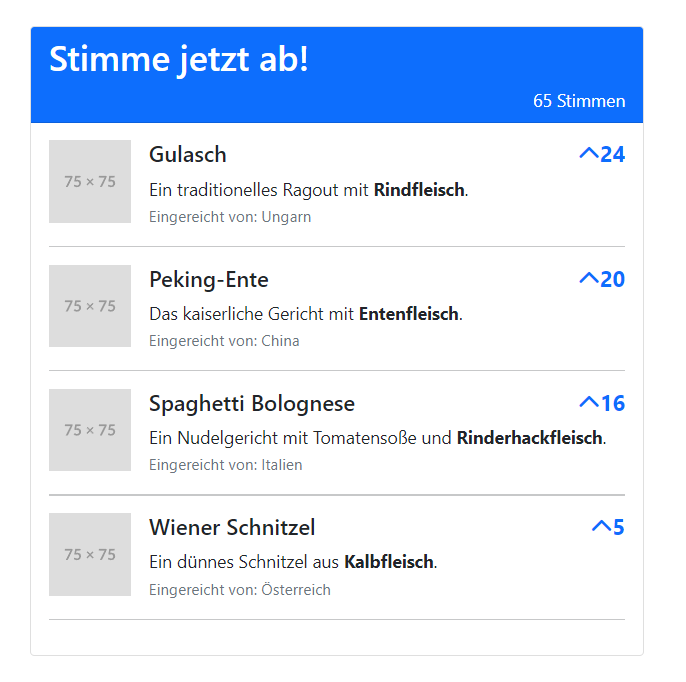 Stimme jetzt ab!
65 Stimmen
75 × 75
Gulasch
24
Ein traditionelles Ragout mit Rindfleisch.
Eingereicht von: Ungarn
75 × 75
Peking-Ente
20
Das kaiserliche Gericht mit Entenfleisch.
Eingereicht von: China
75 × 75
Spaghetti Bolognese
16
Ein Nudelgericht mit Tomatensoße und Rinderhackfleisch.
Eingereicht von: Italien
75 × 75
Wiener Schnitzel
5
Ein dünnes Schnitzel aus Kalbfleisch.
Eingereicht von: Österreich